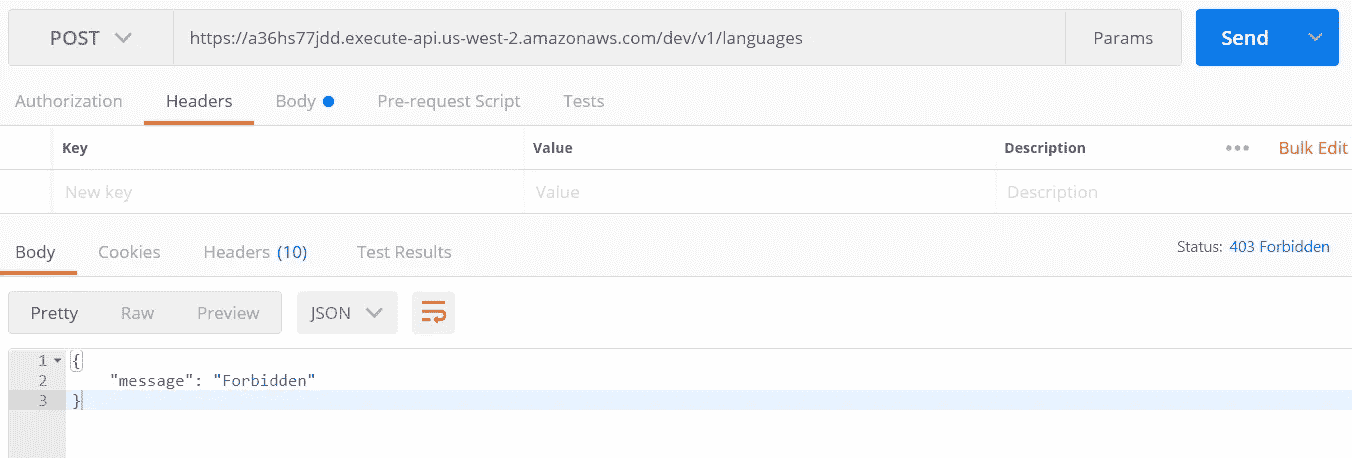 POST https://a36hs77jdd.execute-api.us-west-2.amazonaws.com/dev/v1/languages Params Send
Authorization Headers Body Pre-request Script Tests
Key Value Description ••• Bulk Edit
New key Value Description
Body Cookies Headers (10) Test Results Status: 403 Forbidden
Pretty Raw Preview JSON
1 {
2 "message": "Forbidden"
3 }